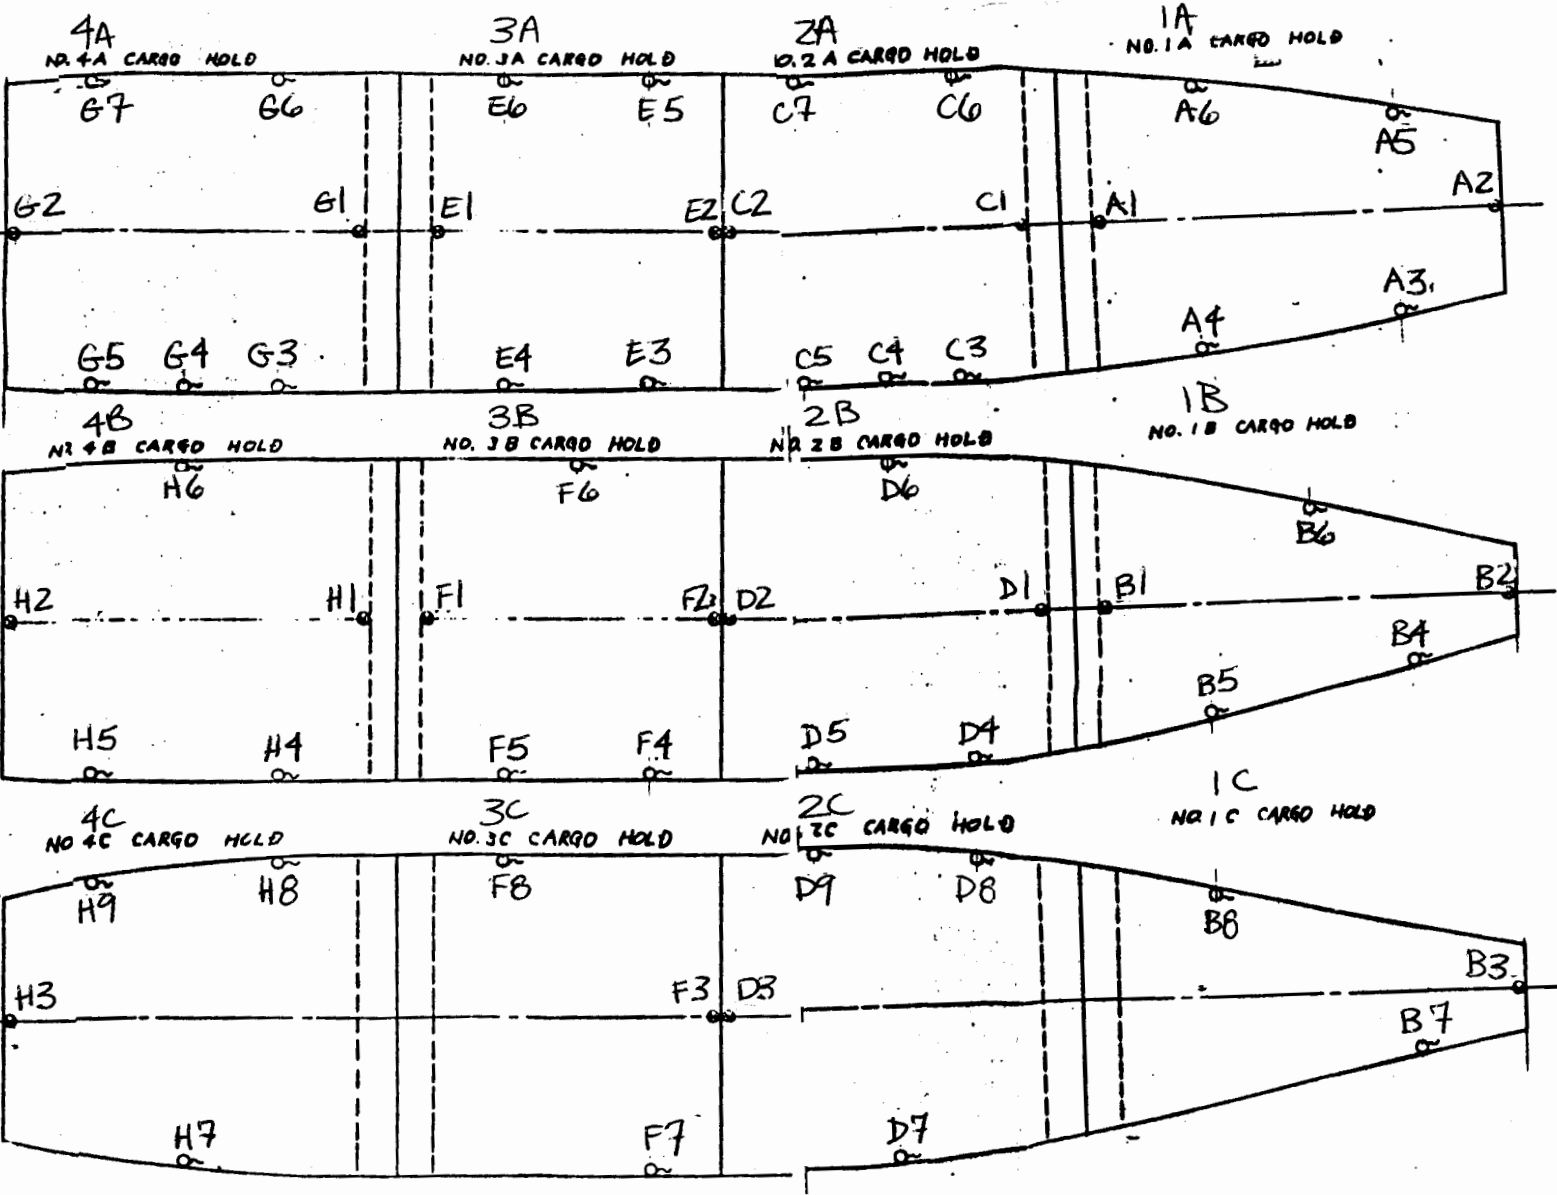 4A 3A 2A 1A
NO. 4A CARGO HOLD NO. 3A CARGO HOLD O. 2A CARGO HOLD NO. 1A CARGO HOLD
G7 G6 E6 E5 C7 C6 A6 A5
G2 G1 E1 E2 C2 C1 A1 A2
G5 G4 G3 E4 E3 C5 C4 C3 A4 A3
4B 3B 2B 1B
NO. 4B CARGO HOLD NO. 3B CARGO HOLD NO. 2B CARGO HOLD NO. 1B CARGO HOLD
H6 F6 D6 B6
H2 H1 F1 F2 D2 D1 B1 B2
H5 H4 F5 F4 D5 D4 B5 B4
4C 3C 2C 1C
NO 4C CARGO HOLD NO. 3C CARGO HOLD NO. 2C CARGO HOLD NO. 1C CARGO HOLD
H9 H8 F8 D9 D8 B8
H3 F3 D3 B3
H7 F7 D7 B7